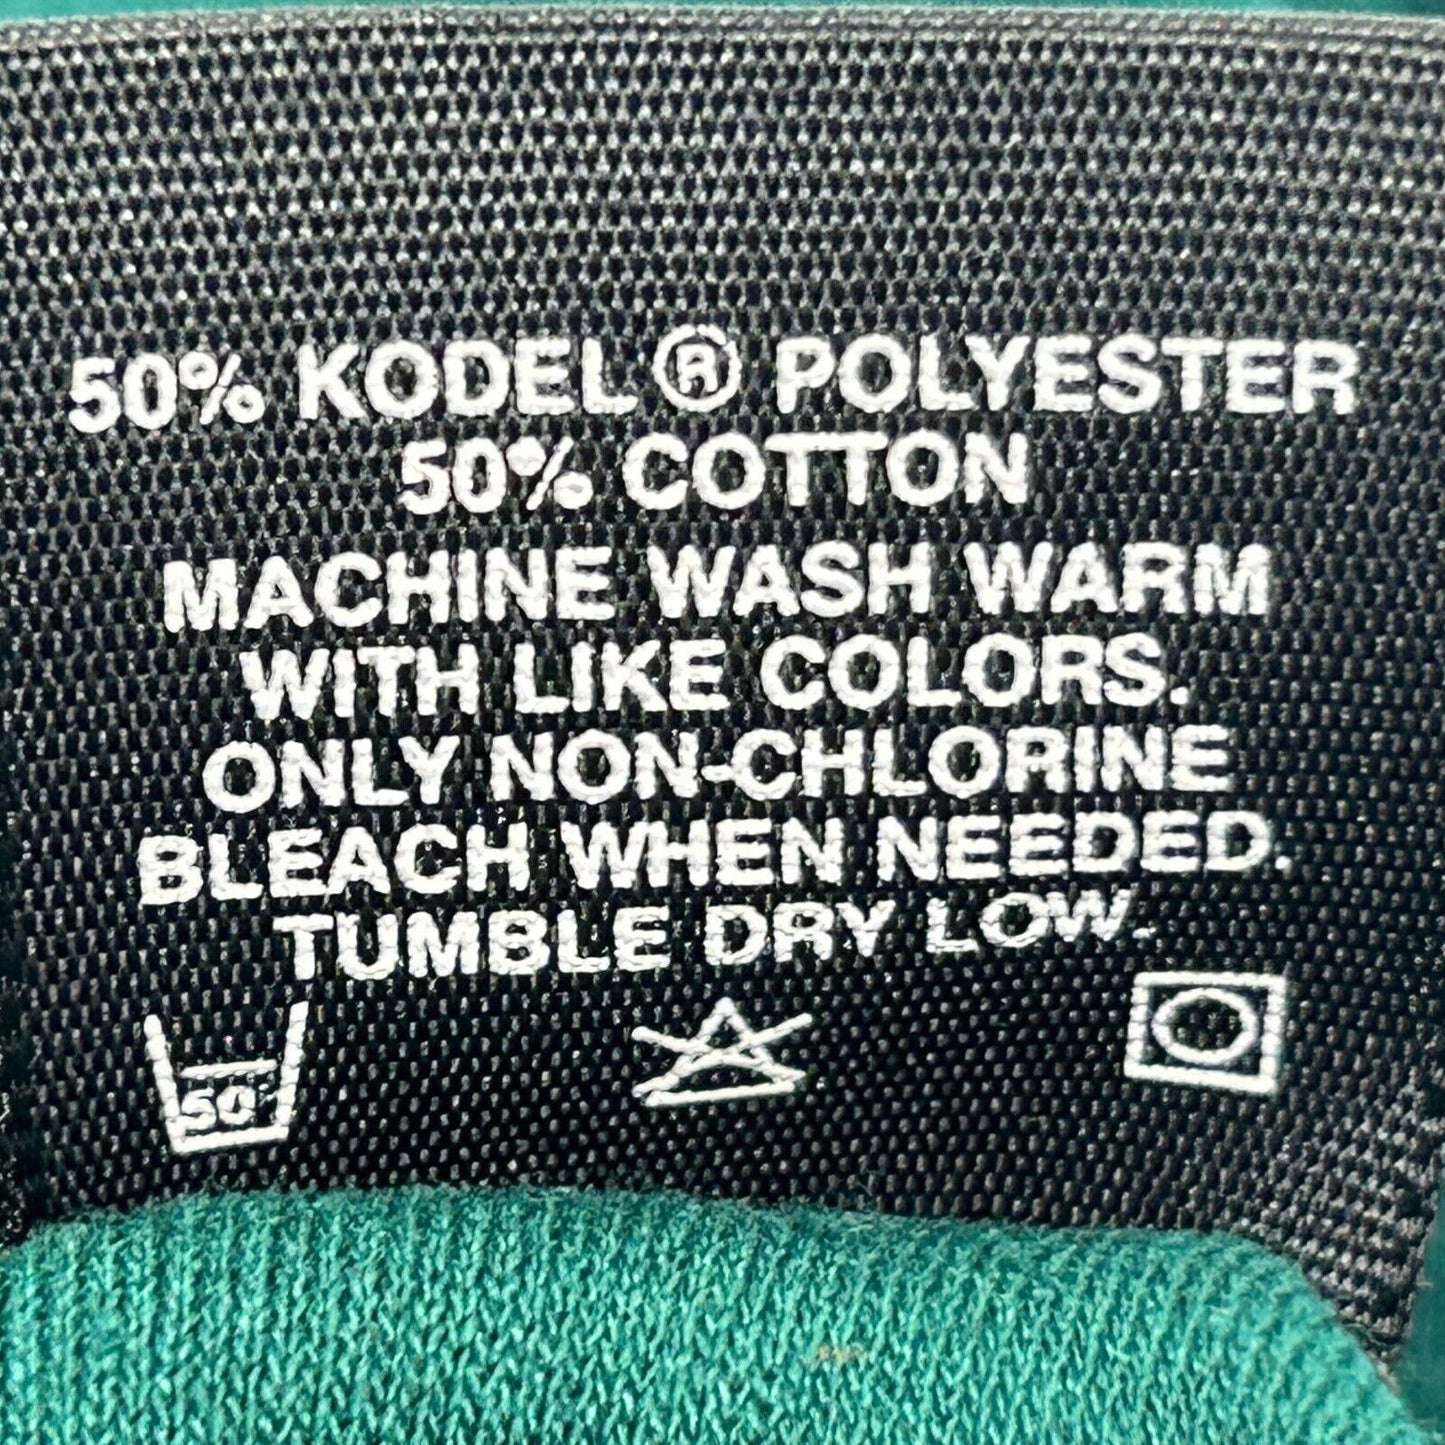 50% KODEL ® POLYESTER
50% COTTON
MACHINE WASH WARM
WITH LIKE COLORS.
ONLY NON-CHLORINE
BLEACH WHEN NEEDED.
TUMBLE DRY LOW.
50°